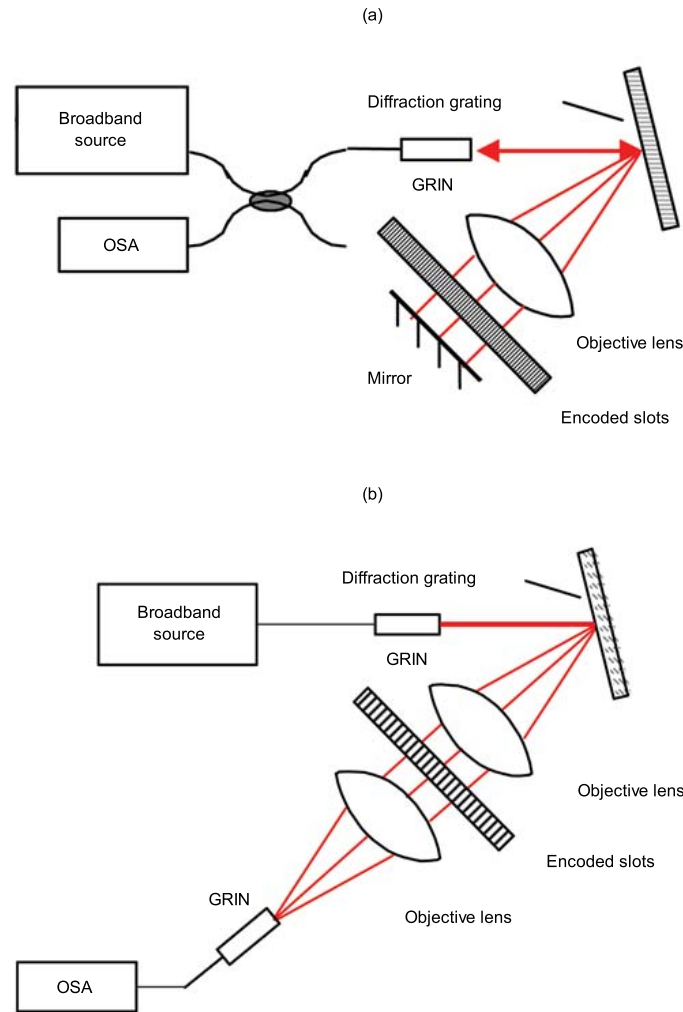 (a)
Broadband
source
Diffraction grating
GRIN
OSA
Objective lens
Mirror
Encoded slots
(b)
Diffraction grating
Broadband
source
GRIN
Objective lens
Encoded slots
GRIN
Objective lens
OSA